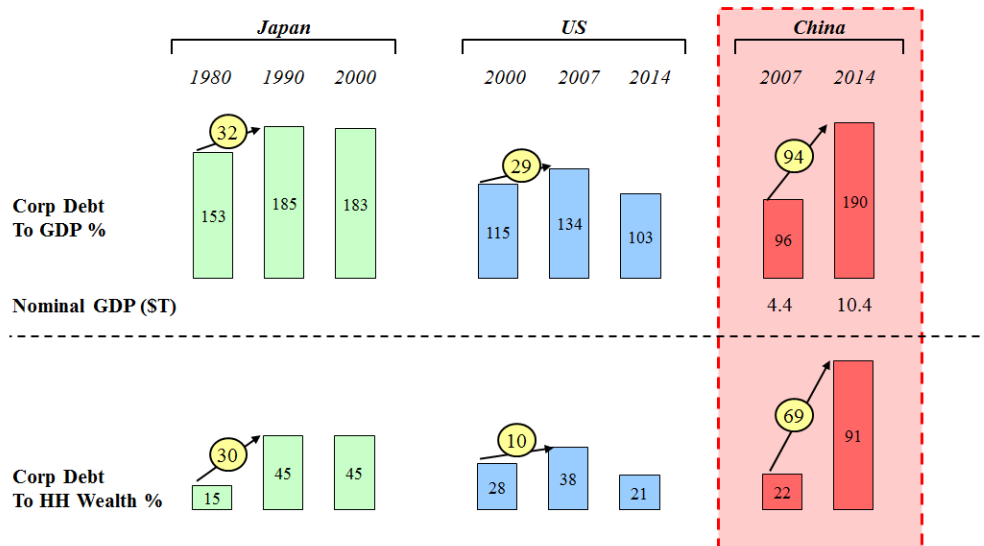 Japan US China
1980 1990 2000 2000 2007 2014 2007 2014
32 29 94
Corp Debt
To GDP %
153 185 183 115 134 103 96 190
Nominal GDP ($T) 4.4 10.4
30 10 69
Corp Debt
To HH Wealth %
15 45 45 28 38 21 22 91